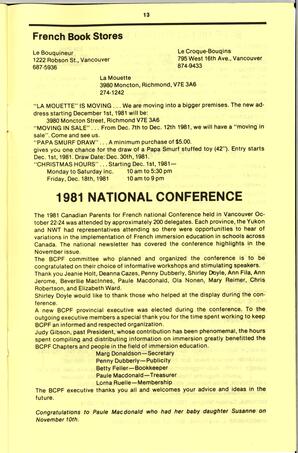 13
French Book Stores
Le Bouquineur
1222 Robson St., Vancouver
687-5936
Le Croque-Bouqins
795 West 16th Ave., Vancouver
874-9433
La Mouette
3980 Moncton, Richmond, V7E 3A6
274-1242
"LA MOUETTE" IS MOVING . . . We are moving into a bigger premises. The new ad-
dress starting December 1st, 1981 will be:
3980 Moncton Street, Richmond V7E 3A6
"MOVING IN SALE" . . . From Dec. 7th to Dec. 12th 1981, we will have a "moving in
sale". Come and see us.
"PAPA SMURF DRAW" . . . A minimum purchase of $5.00.
gives you one chance for the draw of a Papa Smurf stuffed toy (42"). Entry starts
Dec. 1st, 1981. Draw Date: Dec. 30th, 1981.
"CHRISTMAS HOURS" . . . Starting Dec. 1st, 1981—
Monday to Saturday inc. 10 am to 5:30 pm
Friday, Dec. 18th, 1981 10 am to 9 pm
1981 NATIONAL CONFERENCE
The 1981 Canadian Parents for French national Conference held in Vancouver Oc-
tober 22-24 was attended by approximately 200 delegates. Each province, the Yukon
and NWT had representatives attending so there were opportunities to hear of
variations in the implementation of French immersion education in schools across
Canada. The national newsletter has covered the conference highlights in the
November issue.
The BCPF committee who planned and organized the conference is to be
congratulated on their choice of informative workshops and stimulating speakers.
Thank you Jeanne Holt, Deanna Cazes, Penny Dubberly, Shirley Doyle, Ann Fila, Ann
Jerome, Beverlie MacInnes, Paule Macdonald, Ola Nonen, Mary Reimer, Chris
Robertson, and Elizabeth Ward.
Shirley Doyle would like to thank those who helped at the display during the con-
ference.
A new BCPF provincial executive was elected during the conference. To the
outgoing executive members a special thank you for the time spent working to keep
BCPF an informed and respected organization.
Judy Gibson, past President, whose contribution has been phenomenal, the hours
spent compiling and distributing information on immersion greatly benefitted the
BCPF Chapters and people in the field of immersion education.
Marg Donaldson—Secretary
Penny Dubberly—Publicity
Betty Feller—Bookkeeper
Paule Macdonald—Treasurer
Lorna Ruelle—Membership
The BCPF executive thanks you all and welcomes your advice and ideas in the
future.
Congratulations to Paule Macdonald who had her baby daughter Susanne on
November 10th.